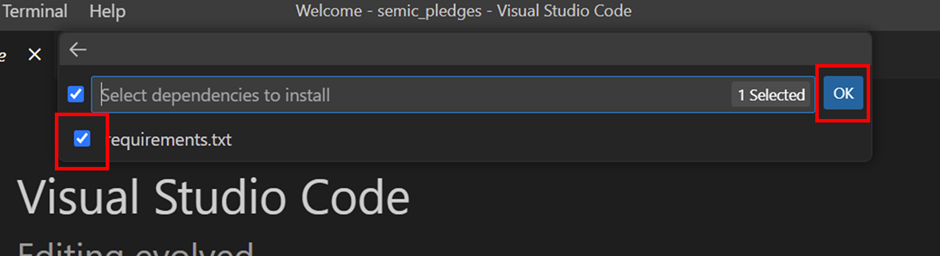 Terminal Help Welcome - semic_pledges - Visual Studio Code
e ×
Select dependencies to install 1 Selected OK
requirements.txt
Visual Studio Code
Editing evolved